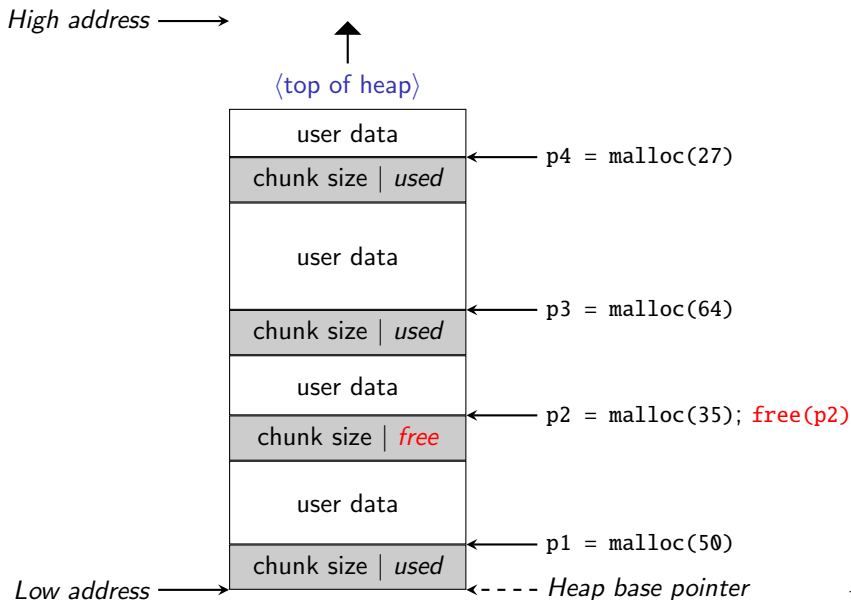 High address
⟨top of heap⟩
user data
p4 = malloc(27)
chunk size | used
user data
p3 = malloc(64)
chunk size | used
user data
p2 = malloc(35); free(p2)
chunk size | free
user data
p1 = malloc(50)
chunk size | used
Low address
Heap base pointer